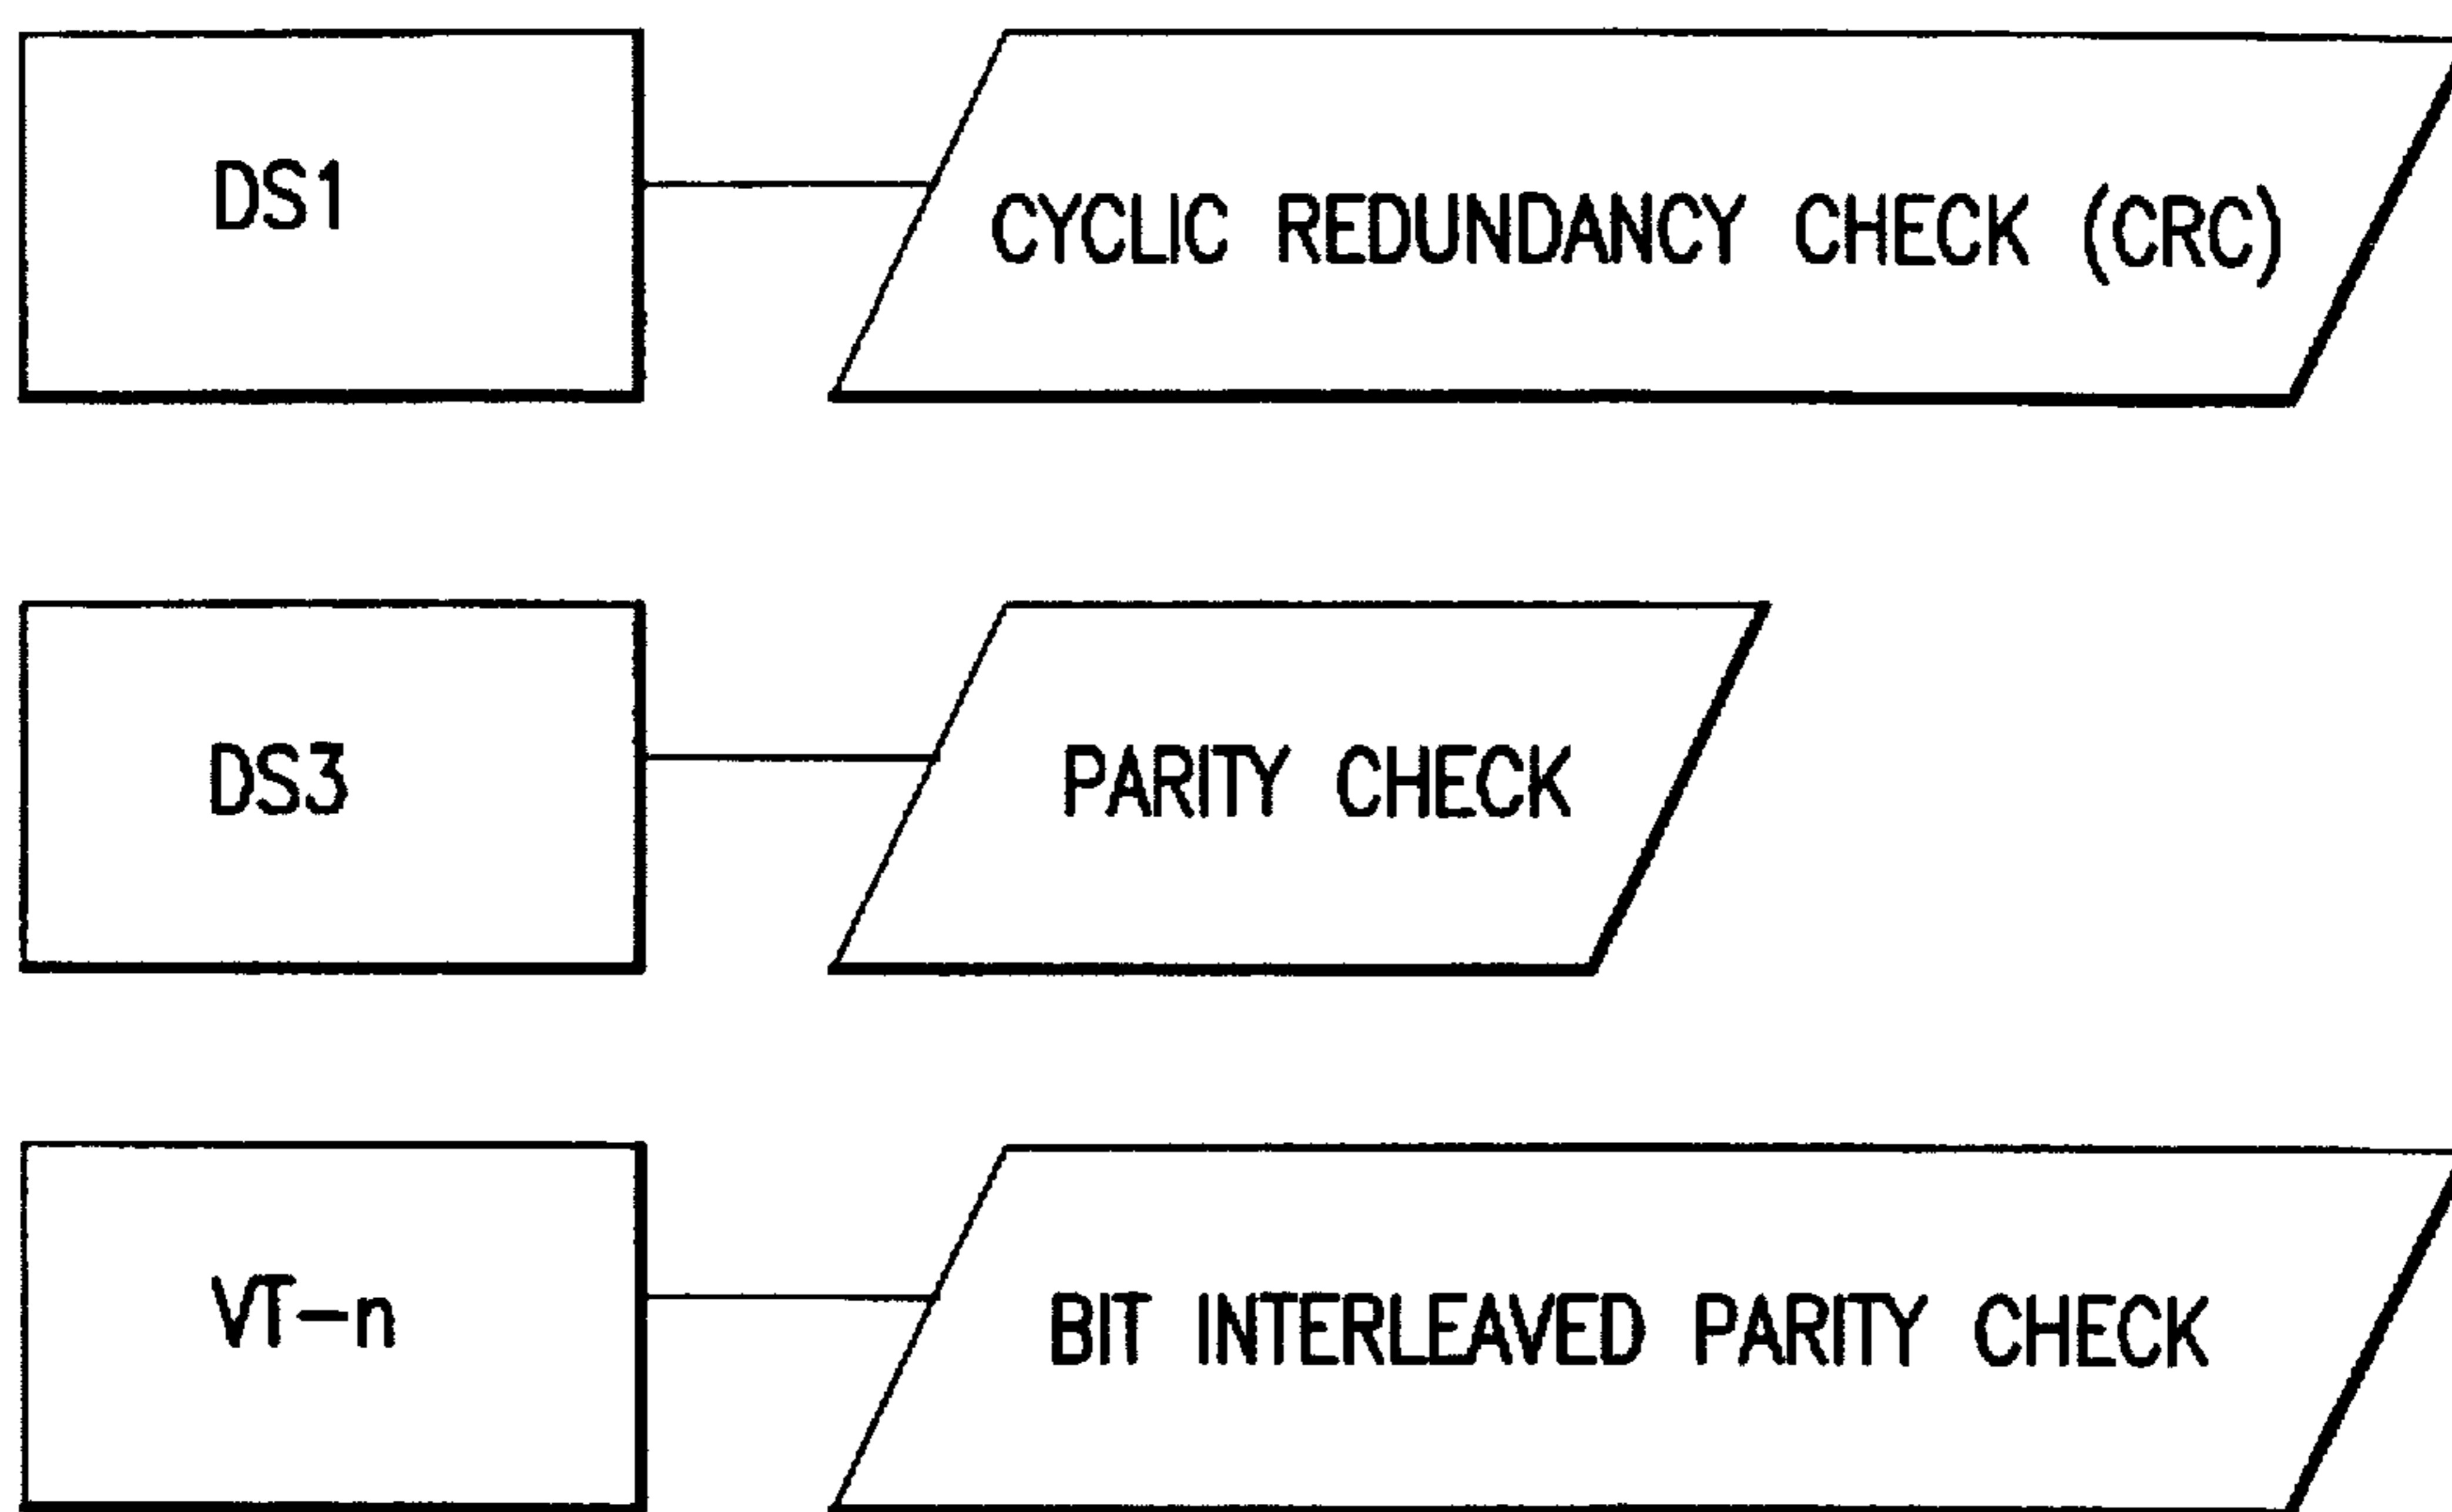 DS1
CYCLIC REDUNDANCY CHECK (CRC)
DS3
PARITY CHECK
VT-n
BIT INTERLEAVED PARITY CHECK